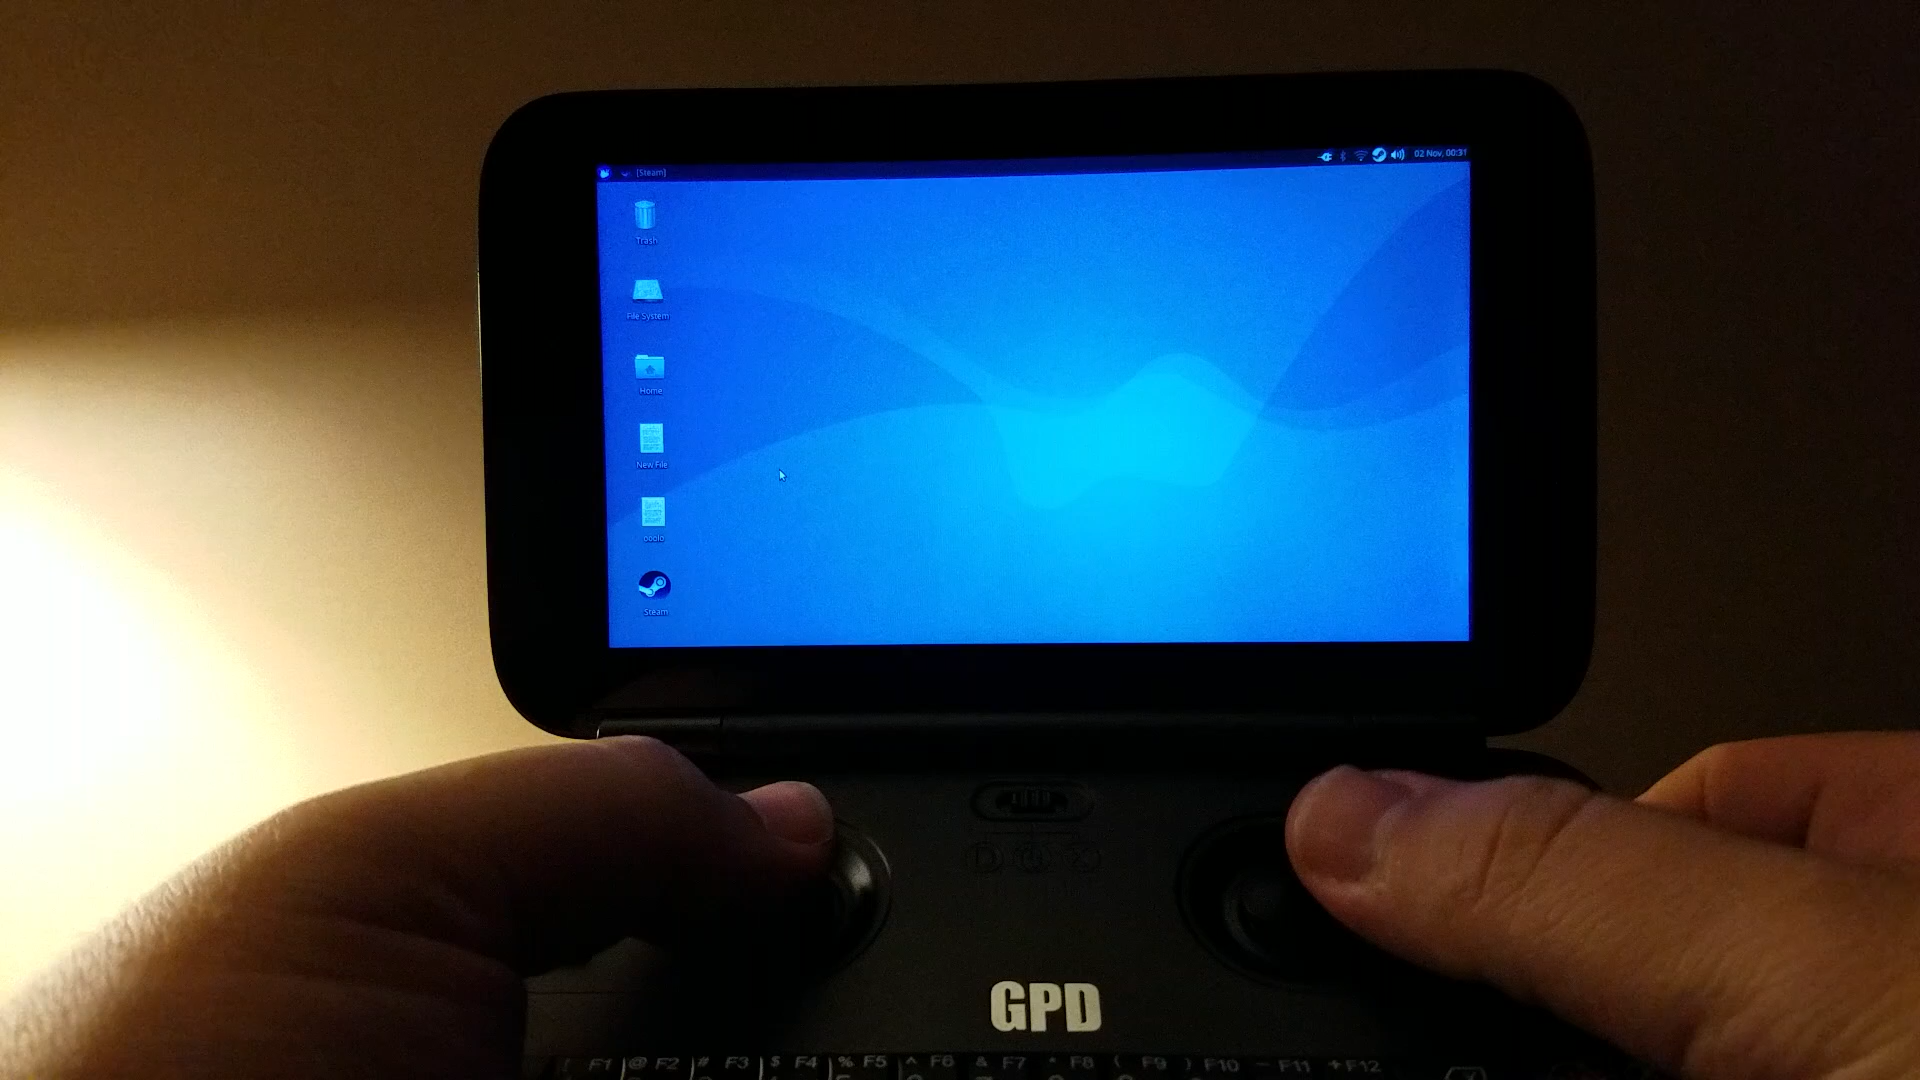 [Steam]
02 Nov, 00:31
Trash
File System
Home
New File
ooolo
Steam
GPD
! F1 @ F2 # F3 $ F4 % F5 ^ F6 & F7 * F8 ( F9 ) F10 - F11 + F12